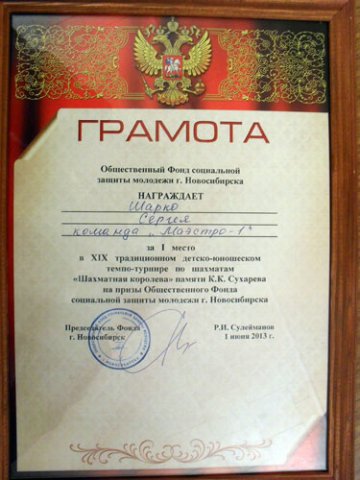 ГРАМОТА
Общественный Фонд социальной
защиты молодежи г. Новосибирска
НАГРАЖДАЕТ
Шарко
Сергея
команда „Маэстро-1"
за I место
в XIX традиционном детско-юношеском
темпо-турнире по шахматам
«Шахматная королева» памяти К.К. Сухарева
на призы Общественного Фонда
социальной защиты молодежи г. Новосибирска
Председатель Фонда
г. Новосибирск
Р.И. Сулейманов
1 июня 2013 г.